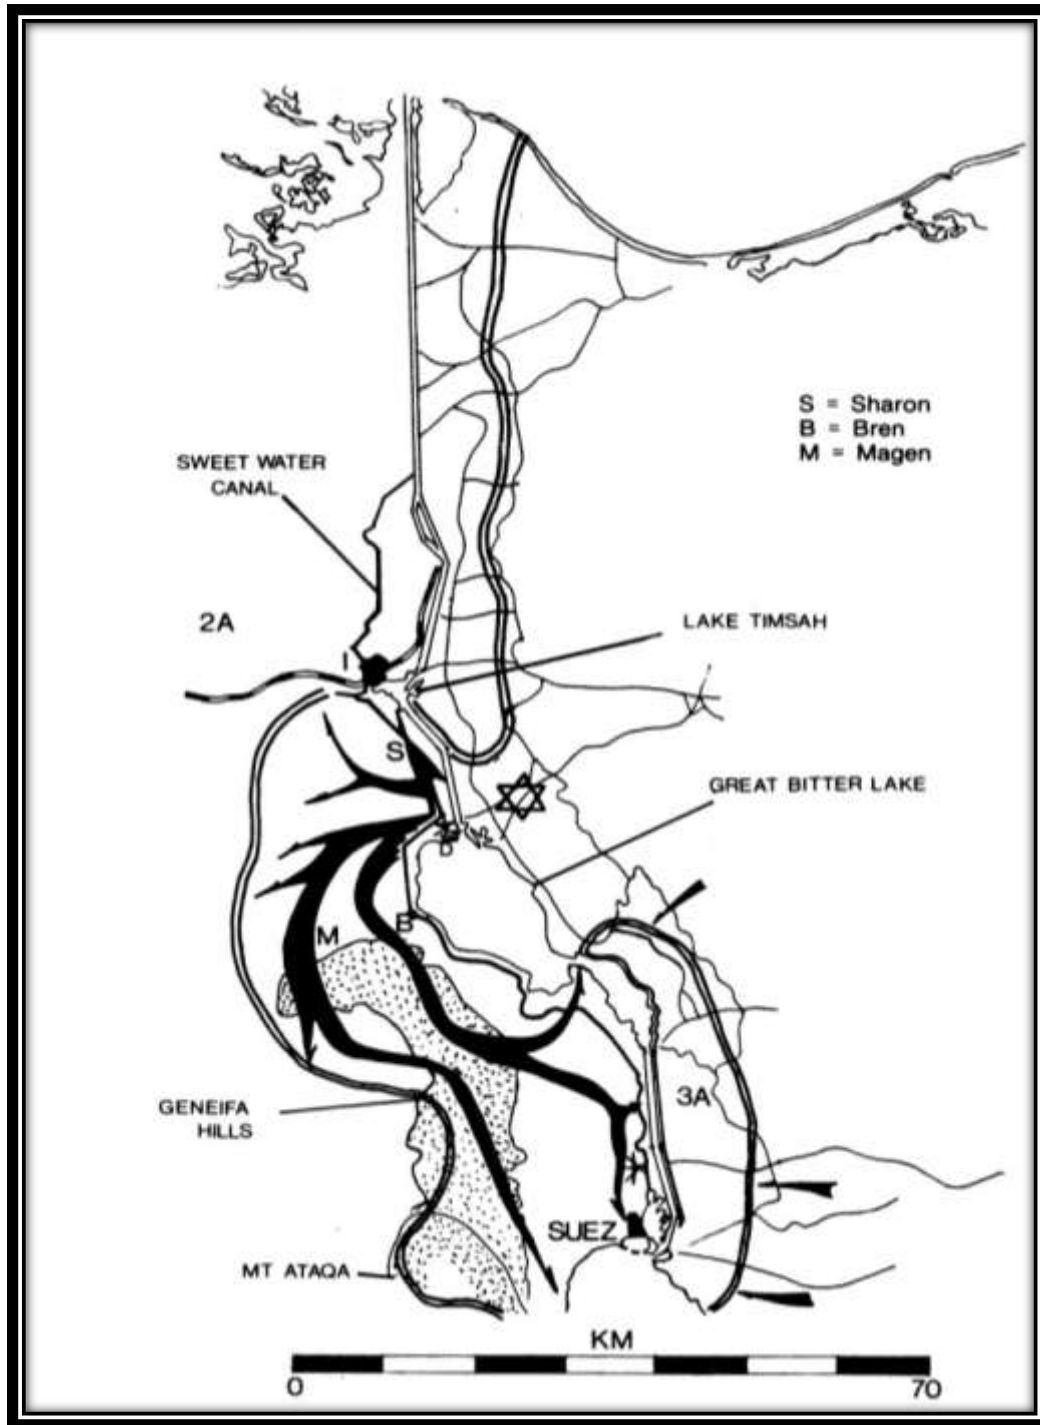 S = Sharon
B = Bren
M = Magen
SWEET WATER
CANAL
2A
LAKE TIMSAH
I
S
GREAT BITTER LAKE
D
B
M
3A
GENEIFA
HILLS
SUEZ
MT ATAQA
KM
0
70